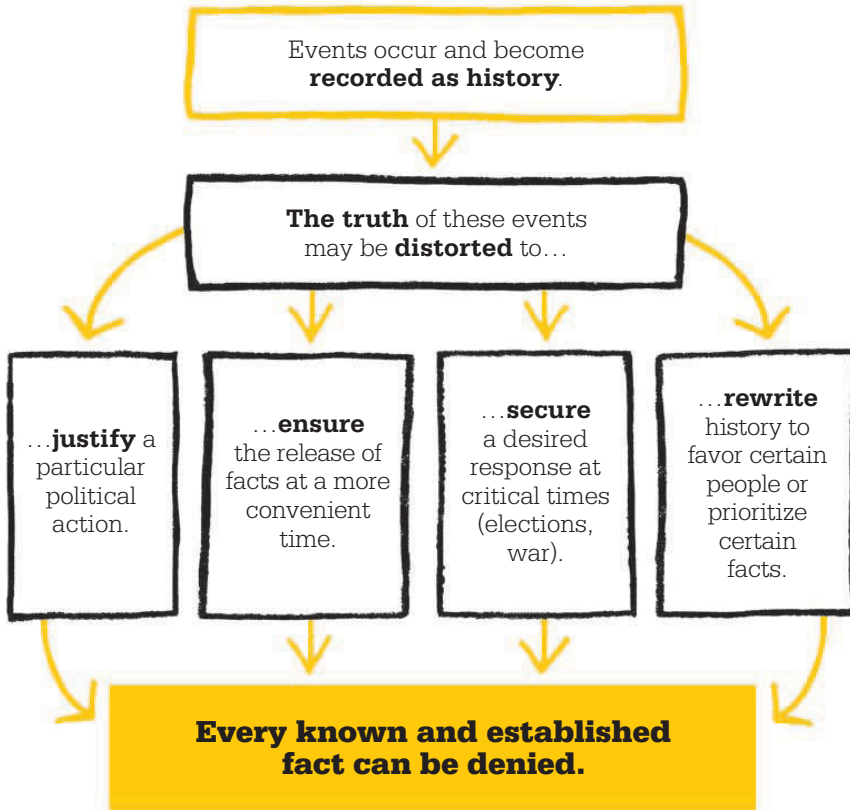 Events occur and become
recorded as history.
The truth of these events
may be distorted to…
…justify a
particular
political
action.
…ensure
the release of
facts at a more
convenient
time.
…secure
a desired
response at
critical times
(elections,
war).
…rewrite
history to
favor certain
people or
prioritize
certain
facts.
Every known and established
fact can be denied.